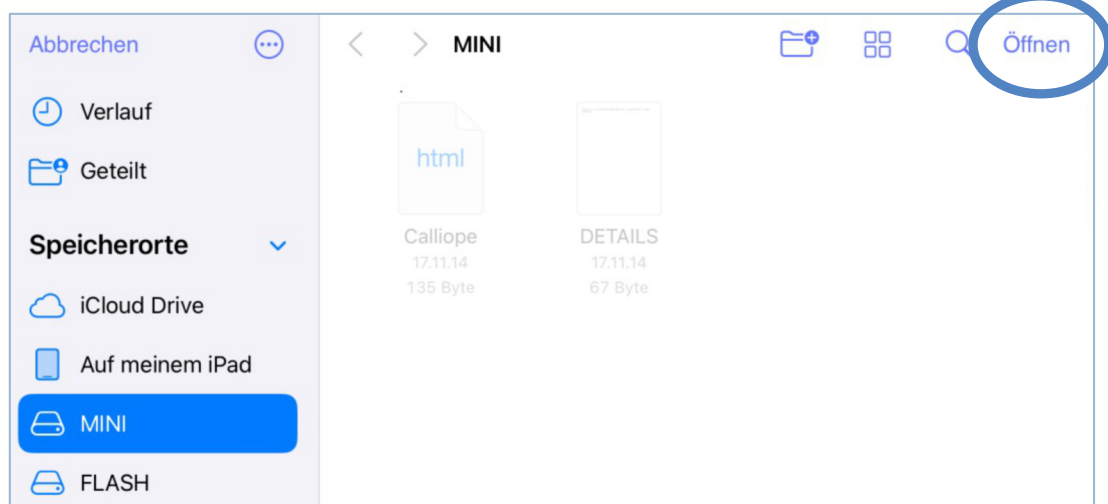 Abbrechen
MINI
Öffnen
Verlauf
Geteilt
Speicherorte
iCloud Drive
Auf meinem iPad
MINI
FLASH
html
Calliope
17.11.14
135 Byte
DETAILS
17.11.14
67 Byte